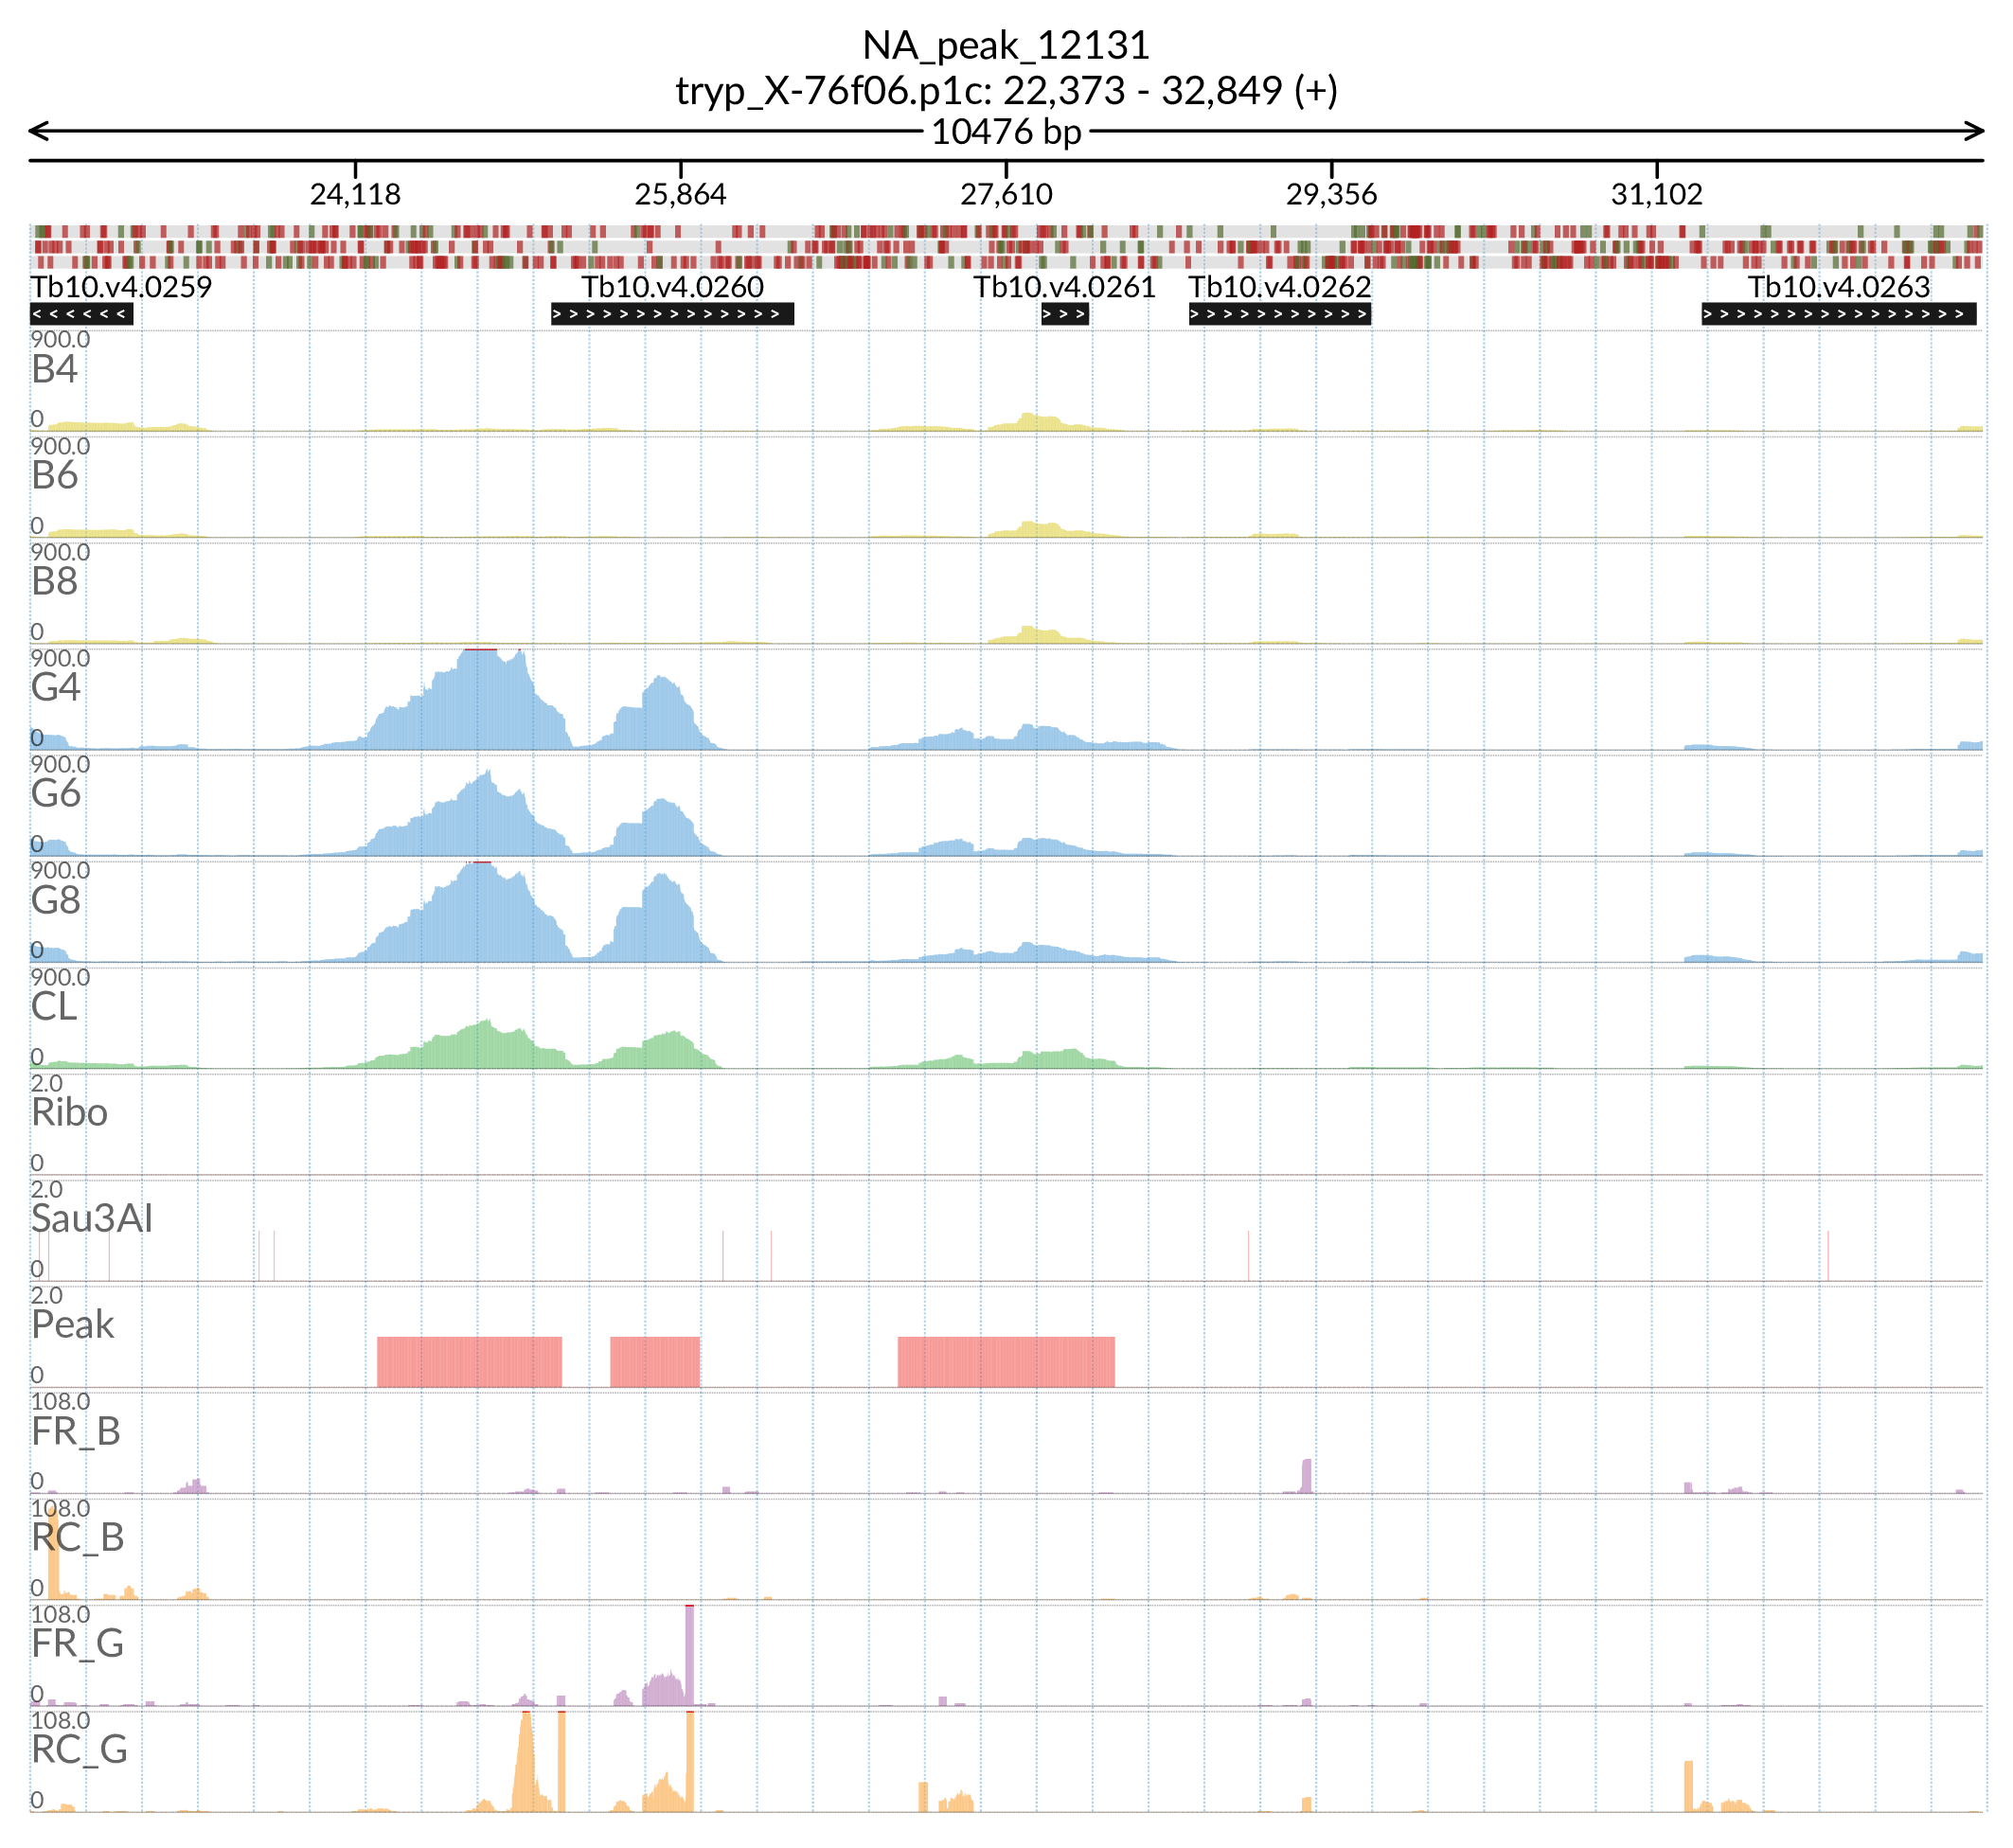 NA_peak_12131
tryp_X-76f06.p1c: 22,373 - 32,849 (+)
10476 bp
24,118 25,864 27,610 29,356 31,102
Tb10.v4.0259 Tb10.v4.0260 Tb10.v4.0261 Tb10.v4.0262 Tb10.v4.0263
900.0
B4
0
900.0
B6
0
900.0
B8
0
900.0
G4
0
900.0
G6
0
900.0
G8
0
900.0
CL
0
2.0
Ribo
0
2.0
Sau3AI
0
2.0
Peak
0
108.0
FR_B
0
108.0
RC_B
0
108.0
FR_G
0
108.0
RC_G
0